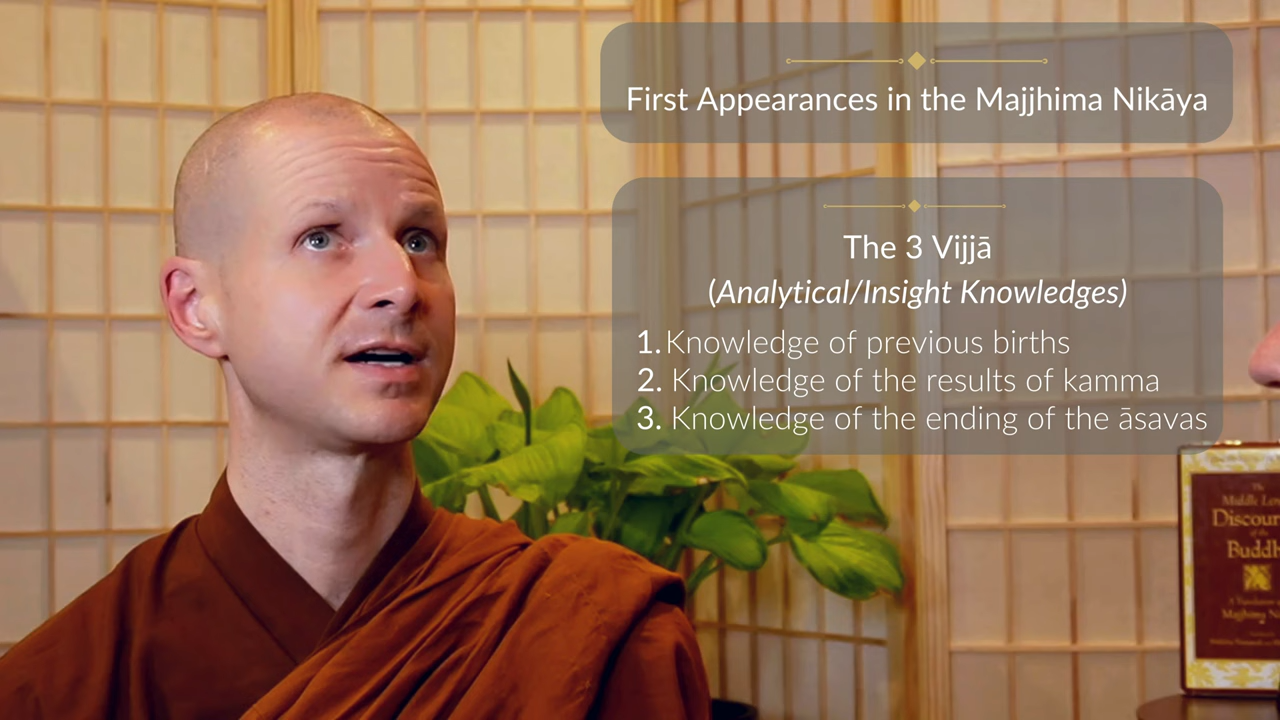 First Appearances in the Majjhima Nikāya
The 3 Vijjā
(Analytical/Insight Knowledges)
1. Knowledge of previous births
2. Knowledge of the results of kamma
3. Knowledge of the ending of the āsavas
The
Middle
Discour
of the
Buddh
A Translation
Majjhima